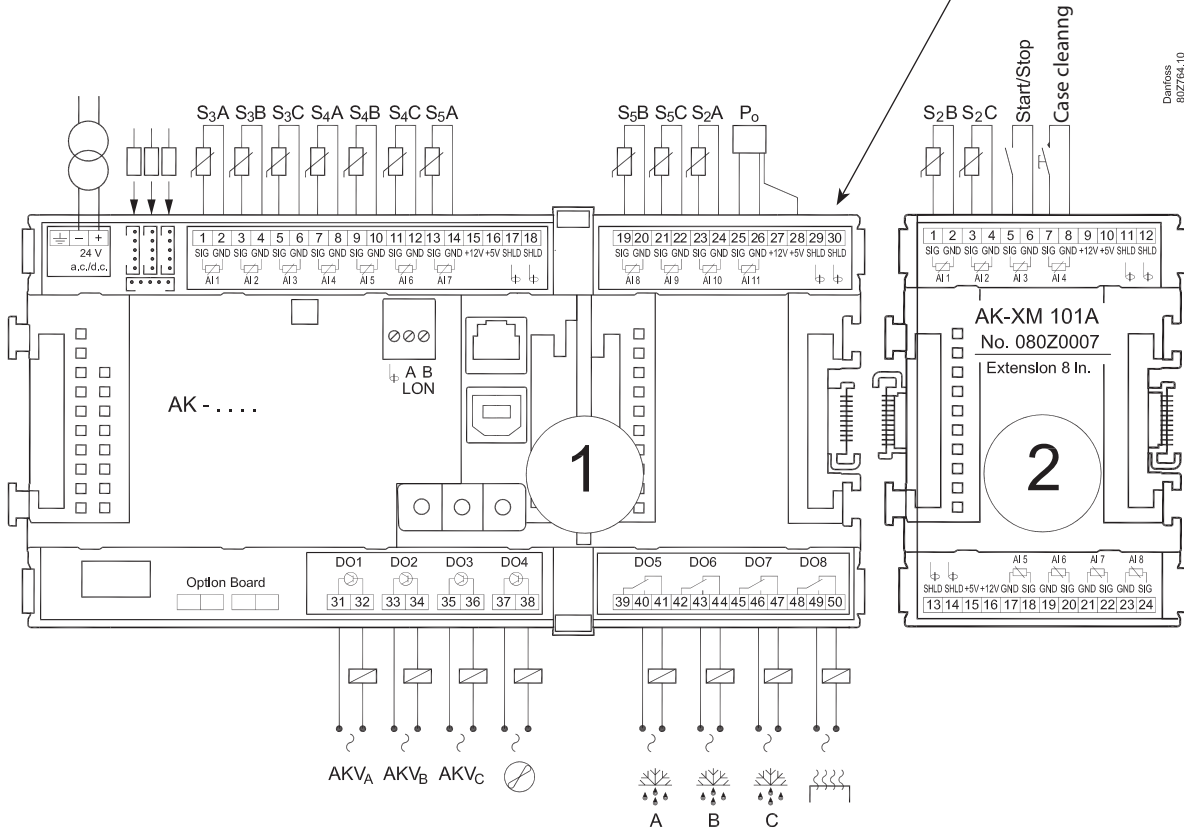 Danfoss
80Z764.10
S3A S3B S3C S4A S4B S4C S5A
S5B S5C S2A Po
S2B S2C Start/Stop Case cleanng
– +
24 V
a.c./d.c.
1 2 3 4 5 6 7 8 9 10 11 12 13 14 15 16 17 18
SIG GND SIG GND SIG GND SIG GND SIG GND SIG GND SIG GND +12V +5V SHLD SHLD
AI 1 AI 2 AI 3 AI 4 AI 5 AI 6 AI 7
19 20 21 22 23 24 25 26 27 28 29 30
SIG GND SIG GND SIG GND SIG GND +12V +5V SHLD SHLD
AI 8 AI 9 AI 10 AI 11
1 2 3 4 5 6 7 8 9 10 11 12
SIG GND SIG GND SIG GND SIG GND +12V +5V SHLD SHLD
AI 1 AI 2 AI 3 AI 4
AK-XM 101A
No. 080Z0007
Extension 8 In.
A B
LON
AK - . . . .
1
2
Option Board
DO1 DO2 DO3 DO4
31 32 33 34 35 36 37 38
DO5 DO6 DO7 DO8
39 40 41 42 43 44 45 46 47 48 49 50
AI 5 AI 6 AI 7 AI 8
SHLD SHLD +5V +12V GND SIG GND SIG GND SIG GND SIG
13 14 15 16 17 18 19 20 21 22 23 24
AKVA AKVB AKVC
A B C